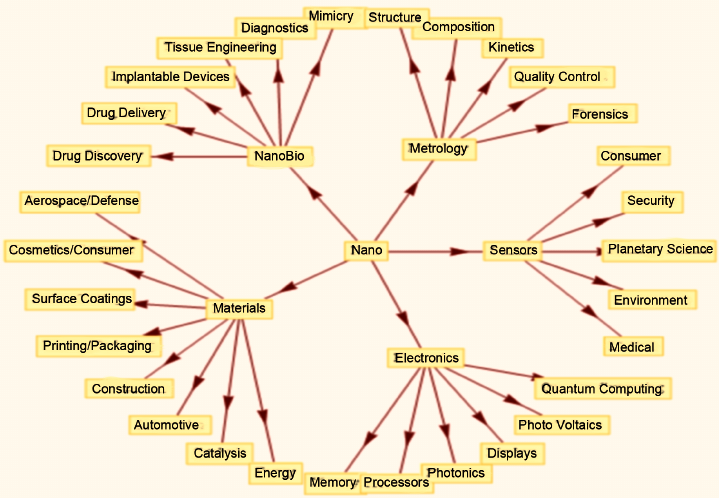 Mimicry
Structure
Diagnostics
Composition
Tissue Engineering
Kinetics
Implantable Devices
Quality Control
Drug Delivery
Forensics
Drug Discovery
NanoBio
Metrology
Consumer
Aerospace/Defense
Security
Cosmetics/Consumer
Nano
Sensors
Planetary Science
Surface Coatings
Materials
Environment
Printing/Packaging
Electronics
Medical
Construction
Quantum Computing
Automotive
Photo Voltaics
Catalysis
Displays
Energy
Memory
Processors
Photonics